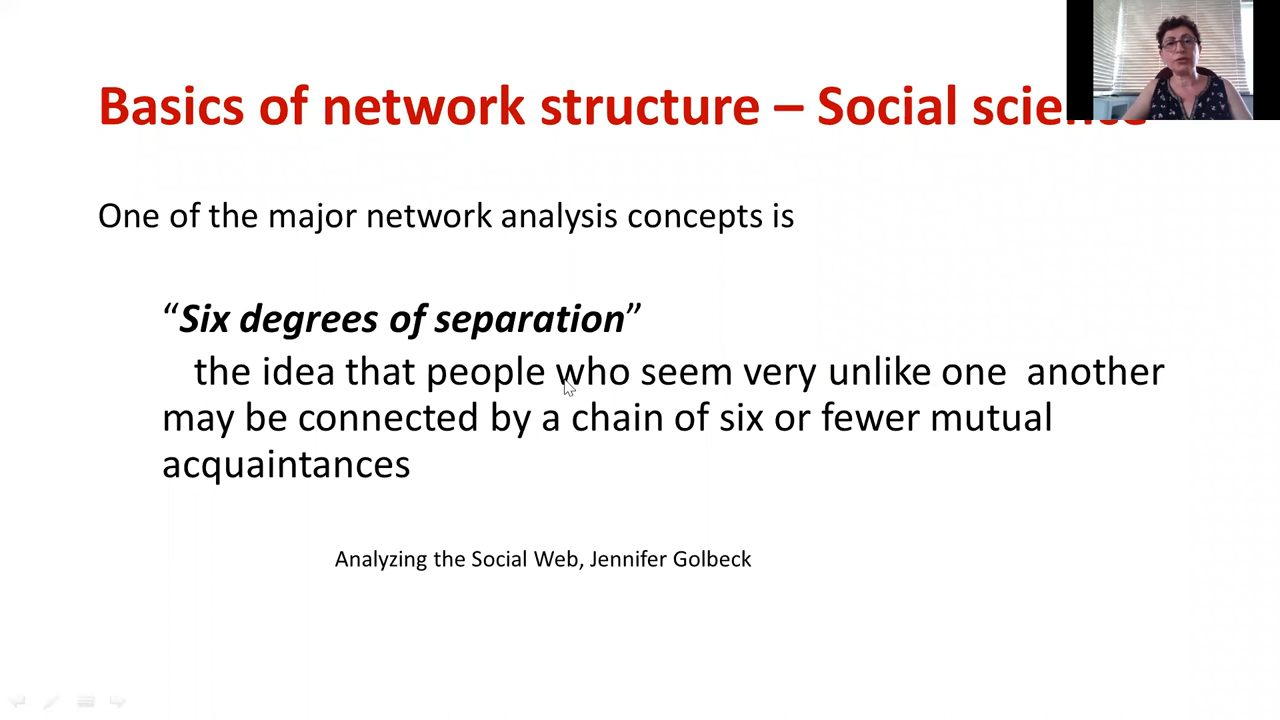 Basics of network structure – Social science
One of the major network analysis concepts is
“Six degrees of separation”
the idea that people who seem very unlike one another
may be connected by a chain of six or fewer mutual
acquaintances
Analyzing the Social Web, Jennifer Golbeck